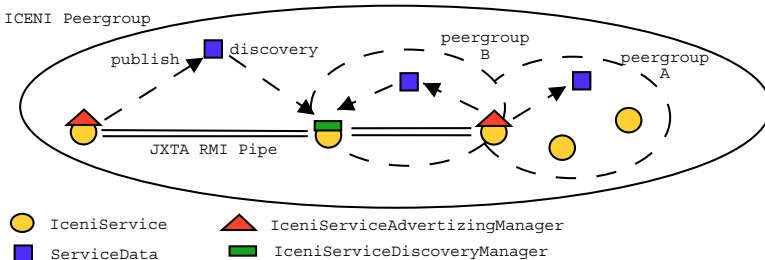 ICENI Peergroup
publish
discovery
peergroup
B
peergroup
A
JXTA RMI Pipe
IceniService
IceniServiceAdvertizingManager
ServiceData
IceniServiceDiscoveryManager